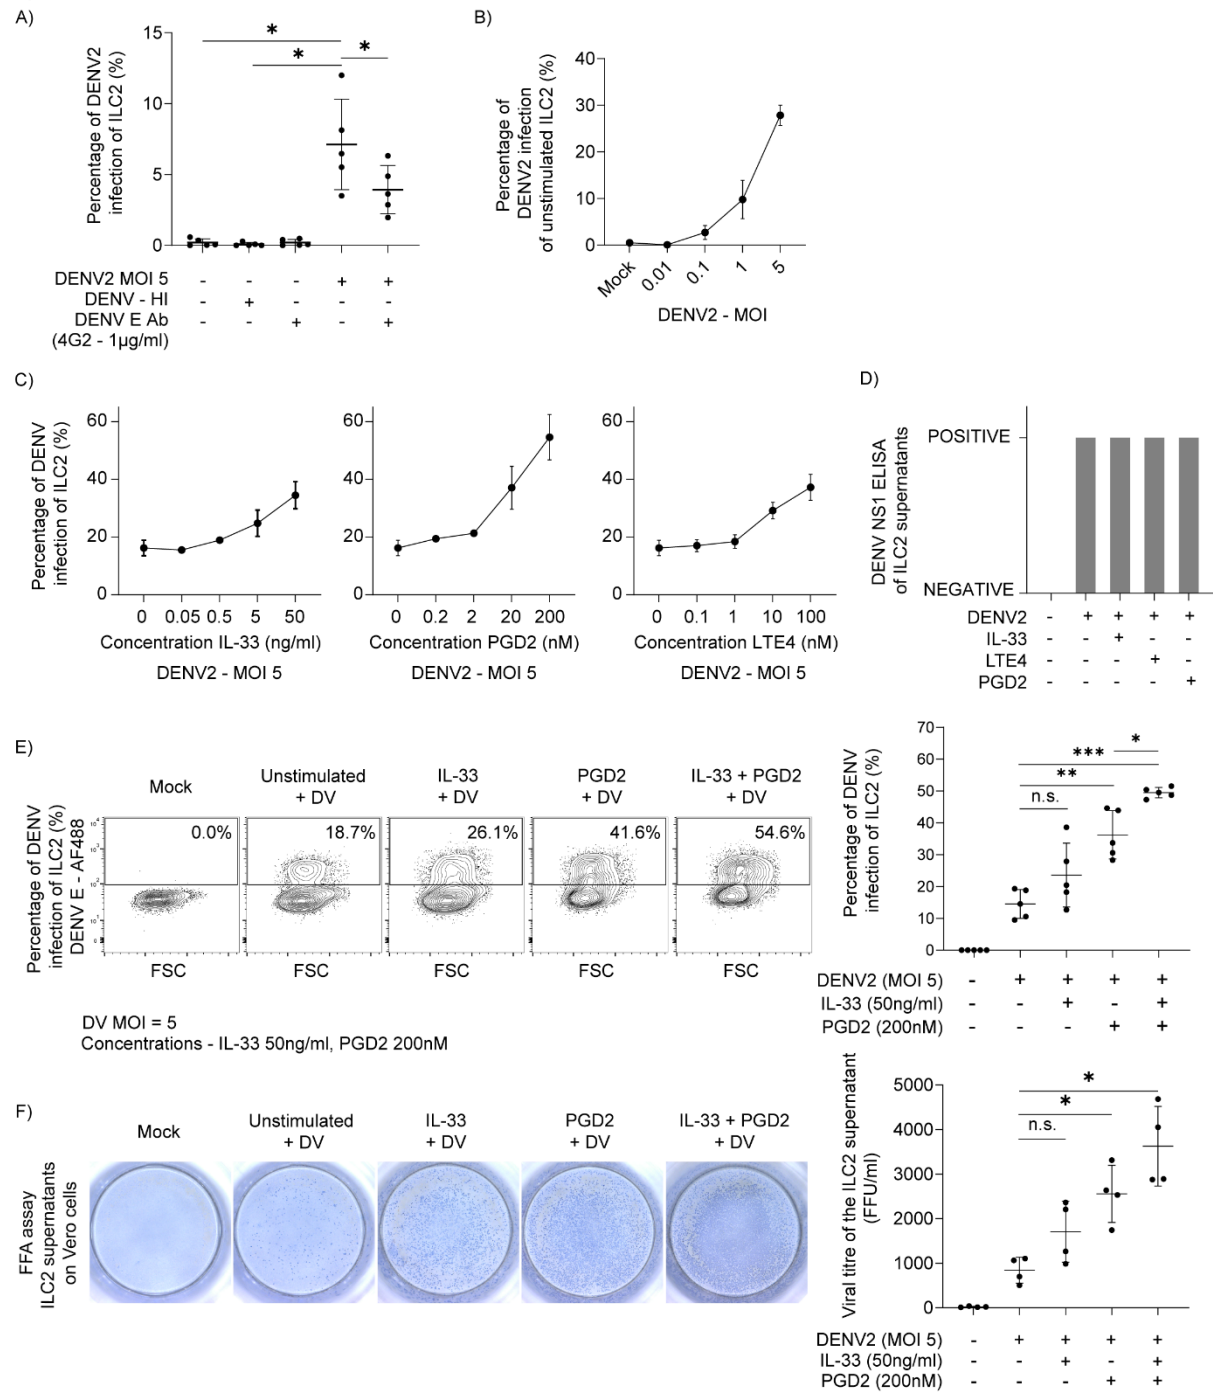 A)
Percentage of DENV2
infection of ILC2 (%)
15
10
5
0
*
*
*
DENV2 MOI 5 - - - + +
DENV - HI - + - - -
DENV E Ab - - + - +
(4G2 - 1µg/ml)
B)
Percentage of
DENV2 infection
of unstimulated ILC2 (%)
40
30
20
10
0
Mock 0.01 0.1 1 5
DENV2 - MOI
C)
Percentage of DENV
infection of ILC2 (%)
60
40
20
0
0 0.05 0.5 5 50
Concentration IL-33 (ng/ml)
DENV2 - MOI 5
60
40
20
0
0 0.2 2 20 200
Concentration PGD2 (nM)
DENV2 - MOI 5
60
40
20
0
0 0.1 1 10 100
Concentration LTE4 (nM)
DENV2 - MOI 5
D)
DENV NS1 ELISA
of ILC2 supernatants
POSITIVE
NEGATIVE
DENV2 - + + + +
IL-33 - - + - -
LTE4 - - - + -
PGD2 - - - - +
E)
Percentage of DENV
infection of ILC2 (%)
DENV E - AF488
Mock
Unstimulated
+ DV
IL-33
+ DV
PGD2
+ DV
IL-33 + PGD2
+ DV
0.0%
18.7%
26.1%
41.6%
54.6%
FSC FSC FSC FSC FSC
DV MOI = 5
Concentrations - IL-33 50ng/ml, PGD2 200nM
Percentage of DENV
infection of ILC2 (%)
70
60
50
40
30
20
10
0
*
***
**
n.s.
DENV2 (MOI 5) - + + + +
IL-33 (50ng/ml) - - + - +
PGD2 (200nM) - - - + +
F)
FFA assay
ILC2 supernatants
on Vero cells
Mock
Unstimulated
+ DV
IL-33
+ DV
PGD2
+ DV
IL-33 + PGD2
+ DV
Viral titre of the ILC2 supernatant
(FFU/ml)
5000
4000
3000
2000
1000
0
*
*
n.s.
DENV2 (MOI 5) - + + + +
IL-33 (50ng/ml) - - + - +
PGD2 (200nM) - - - + +